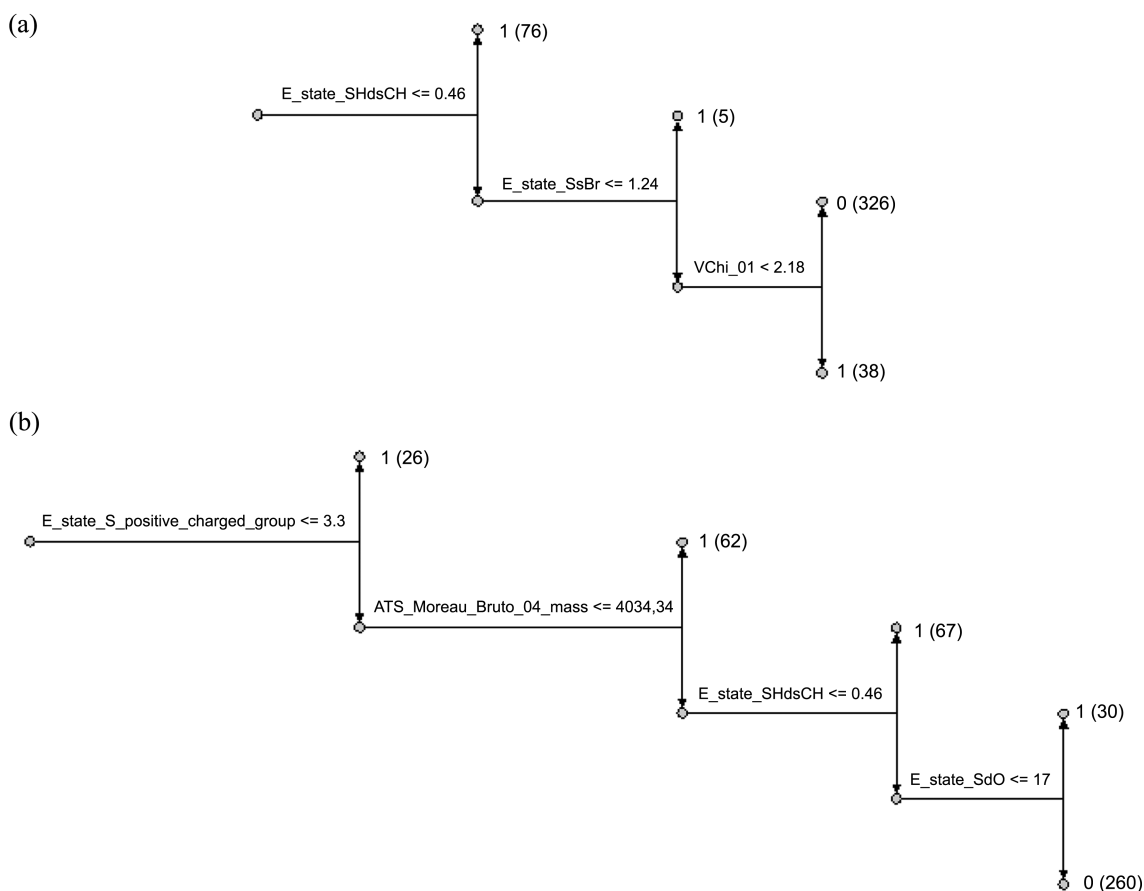 (a)
1 (76)
E_state_SHdsCH <= 0.46
1 (5)
E_state_SsBr <= 1.24
0 (326)
VChi_01 < 2.18
1 (38)
(b)
1 (26)
E_state_S_positive_charged_group <= 3.3
1 (62)
ATS_Moreau_Bruto_04_mass <= 4034,34
1 (67)
E_state_SHdsCH <= 0.46
1 (30)
E_state_SdO <= 17
0 (260)